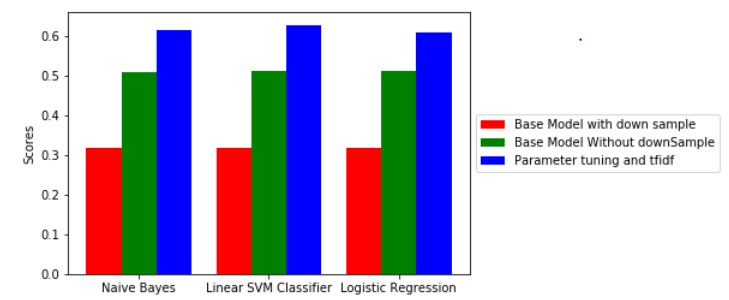 0.6
0.5
0.4
0.3
0.2
0.1
0.0
Scores
Naive Bayes Linear SVM Classifier Logistic Regression
Base Model with down sample
Base Model Without downSample
Parameter tuning and tfidf